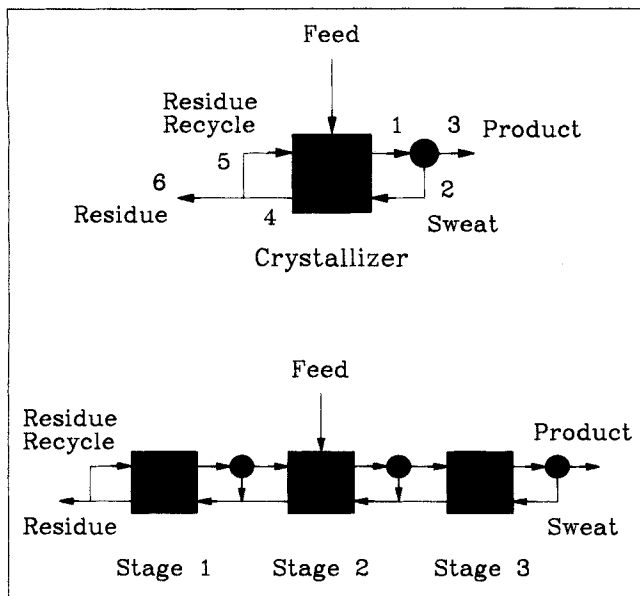 Feed
Residue
Recycle
1
3
Product
5
6
2
Residue
4
Sweat
Crystallizer
Feed
Residue
Recycle
Product
Residue
Sweat
Stage 1
Stage 2
Stage 3